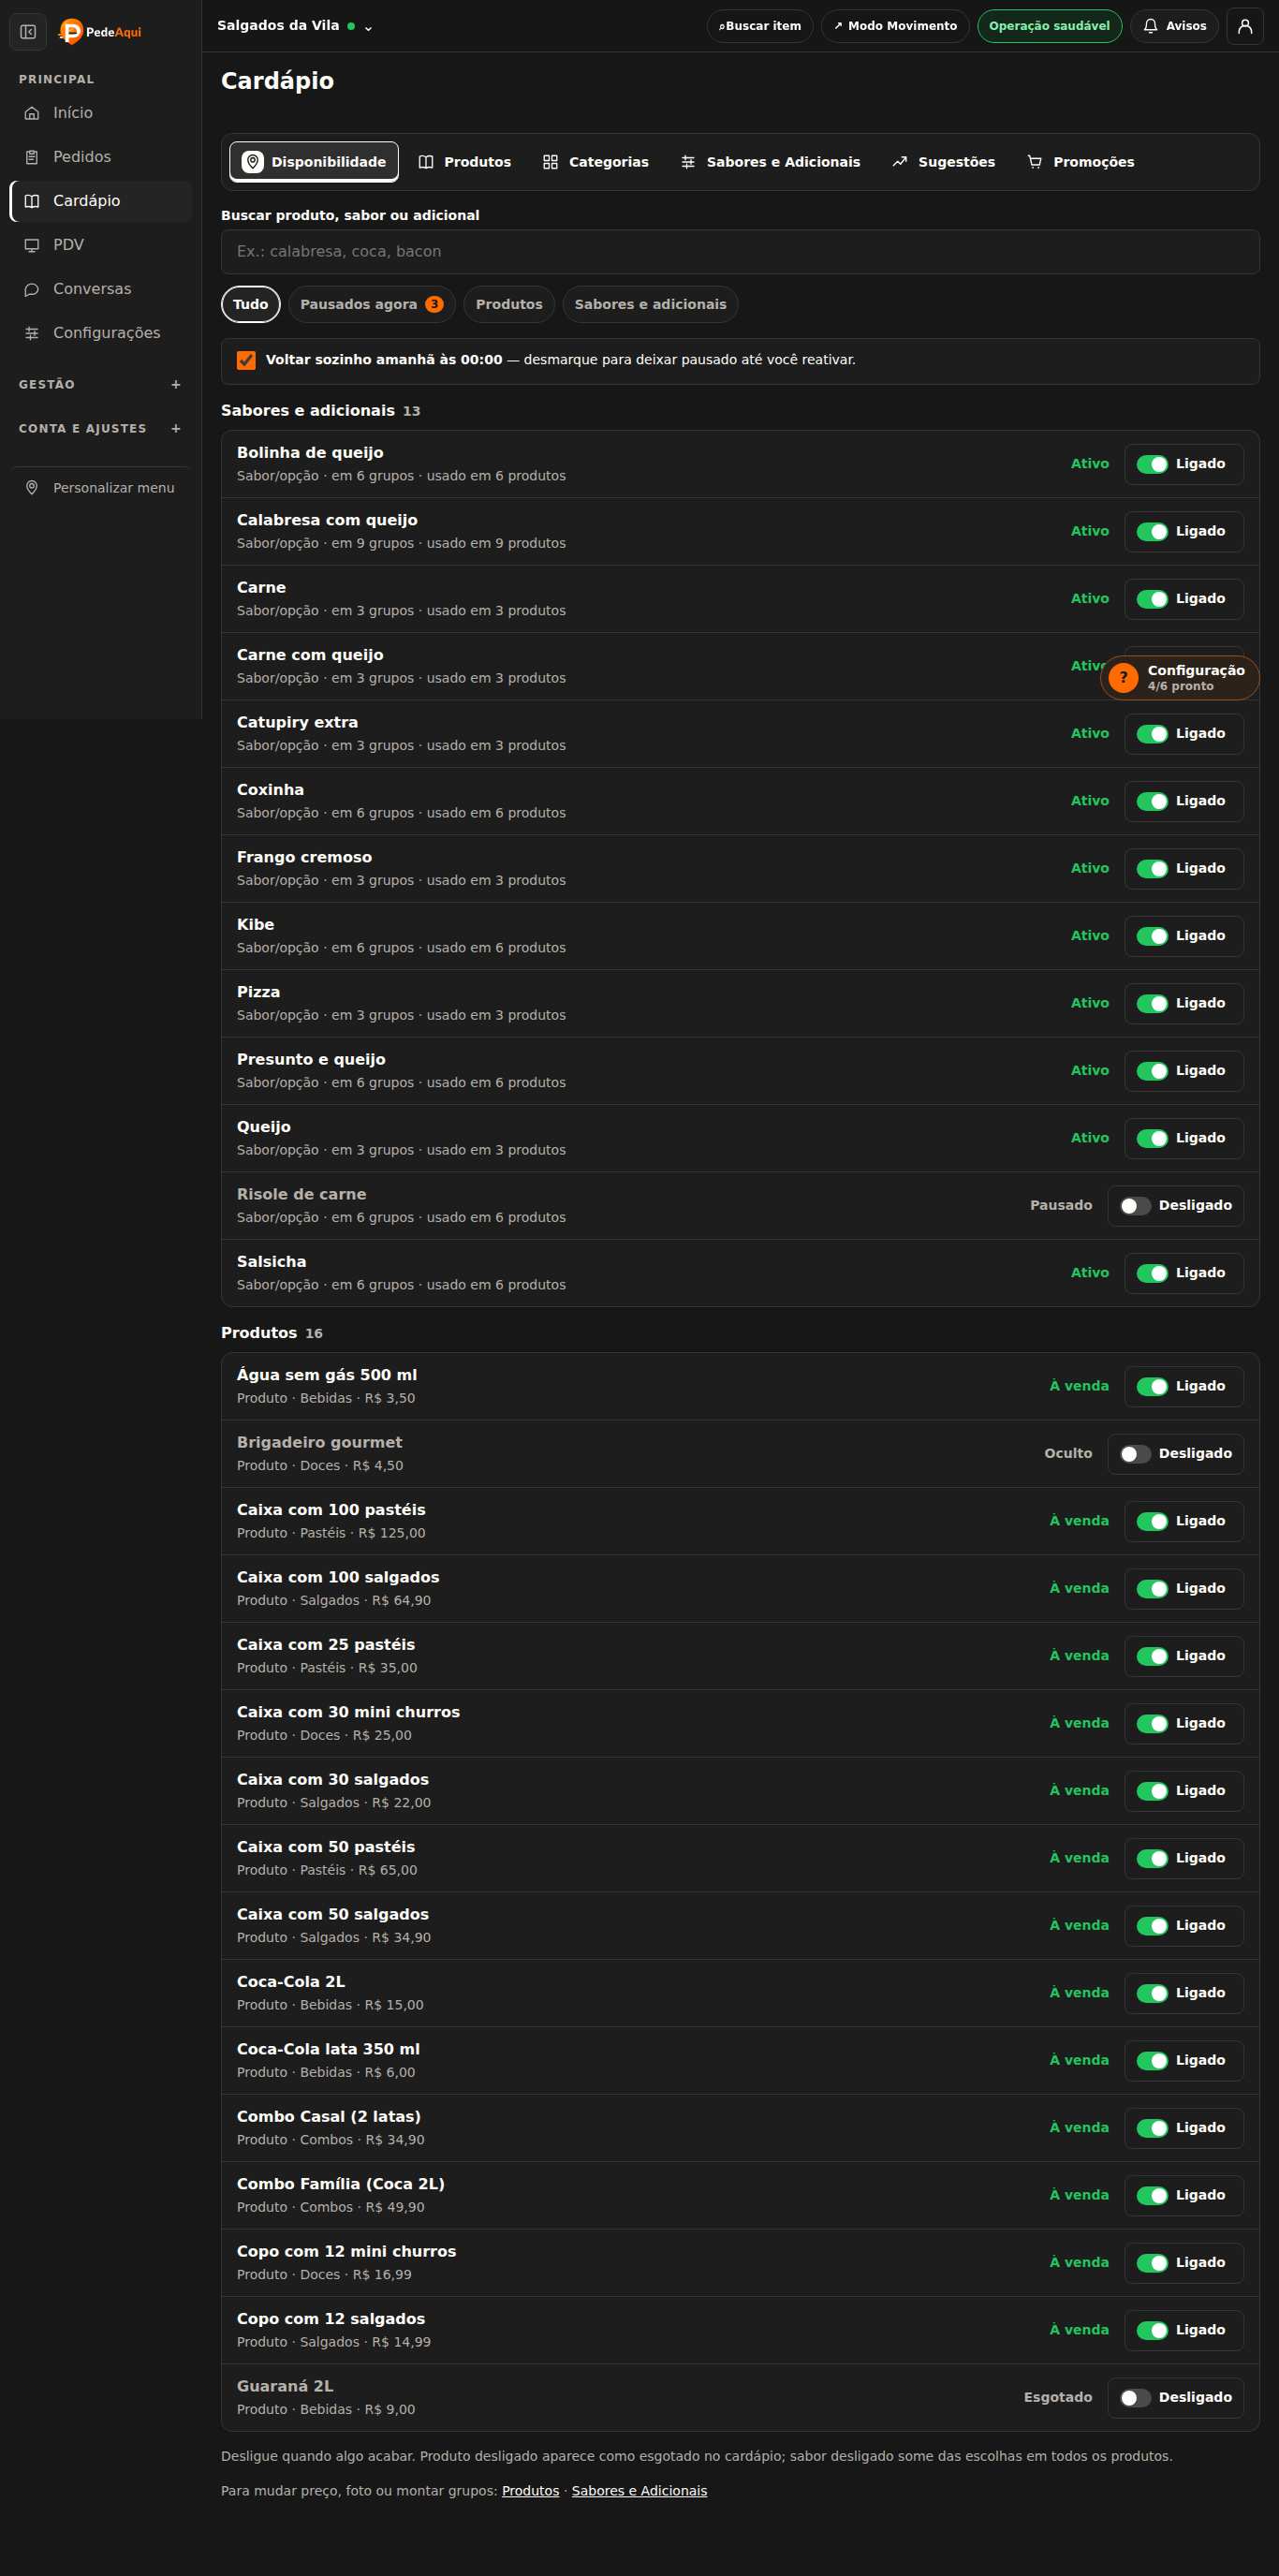 PedeAqui
PRINCIPAL
Início
Pedidos
Cardápio
PDV
Conversas
Configurações
GESTÃO +
CONTA E AJUSTES +
Personalizar menu
Salgados da Vila
Buscar item
↗ Modo Movimento
Operação saudável
Avisos
Cardápio
Disponibilidade
Produtos
Categorias
Sabores e Adicionais
Sugestões
Promoções
Buscar produto, sabor ou adicional
Ex.: calabresa, coca, bacon
Tudo
Pausados agora 3
Produtos
Sabores e adicionais
Voltar sozinho amanhã às 00:00 — desmarque para deixar pausado até você reativar.
Sabores e adicionais 13
Bolinha de queijo
Sabor/opção · em 6 grupos · usado em 6 produtos
Ativo Ligado
Calabresa com queijo
Sabor/opção · em 9 grupos · usado em 9 produtos
Ativo Ligado
Carne
Sabor/opção · em 3 grupos · usado em 3 produtos
Ativo Ligado
Carne com queijo
Sabor/opção · em 3 grupos · usado em 3 produtos
Ativo
? Configuração
4/6 pronto
Catupiry extra
Sabor/opção · em 3 grupos · usado em 3 produtos
Ativo Ligado
Coxinha
Sabor/opção · em 6 grupos · usado em 6 produtos
Ativo Ligado
Frango cremoso
Sabor/opção · em 3 grupos · usado em 3 produtos
Ativo Ligado
Kibe
Sabor/opção · em 6 grupos · usado em 6 produtos
Ativo Ligado
Pizza
Sabor/opção · em 3 grupos · usado em 3 produtos
Ativo Ligado
Presunto e queijo
Sabor/opção · em 6 grupos · usado em 6 produtos
Ativo Ligado
Queijo
Sabor/opção · em 3 grupos · usado em 3 produtos
Ativo Ligado
Risole de carne
Sabor/opção · em 6 grupos · usado em 6 produtos
Pausado Desligado
Salsicha
Sabor/opção · em 6 grupos · usado em 6 produtos
Ativo Ligado
Produtos 16
Água sem gás 500 ml
Produto · Bebidas · R$ 3,50
À venda Ligado
Brigadeiro gourmet
Produto · Doces · R$ 4,50
Oculto Desligado
Caixa com 100 pastéis
Produto · Pastéis · R$ 125,00
À venda Ligado
Caixa com 100 salgados
Produto · Salgados · R$ 64,90
À venda Ligado
Caixa com 25 pastéis
Produto · Pastéis · R$ 35,00
À venda Ligado
Caixa com 30 mini churros
Produto · Doces · R$ 25,00
À venda Ligado
Caixa com 30 salgados
Produto · Salgados · R$ 22,00
À venda Ligado
Caixa com 50 pastéis
Produto · Pastéis · R$ 65,00
À venda Ligado
Caixa com 50 salgados
Produto · Salgados · R$ 34,90
À venda Ligado
Coca-Cola 2L
Produto · Bebidas · R$ 15,00
À venda Ligado
Coca-Cola lata 350 ml
Produto · Bebidas · R$ 6,00
À venda Ligado
Combo Casal (2 latas)
Produto · Combos · R$ 34,90
À venda Ligado
Combo Família (Coca 2L)
Produto · Combos · R$ 49,90
À venda Ligado
Copo com 12 mini churros
Produto · Doces · R$ 16,99
À venda Ligado
Copo com 12 salgados
Produto · Salgados · R$ 14,99
À venda Ligado
Guaraná 2L
Produto · Bebidas · R$ 9,00
Esgotado Desligado
Desligue quando algo acabar. Produto desligado aparece como esgotado no cardápio; sabor desligado some das escolhas em todos os produtos.
Para mudar preço, foto ou montar grupos: Produtos · Sabores e Adicionais